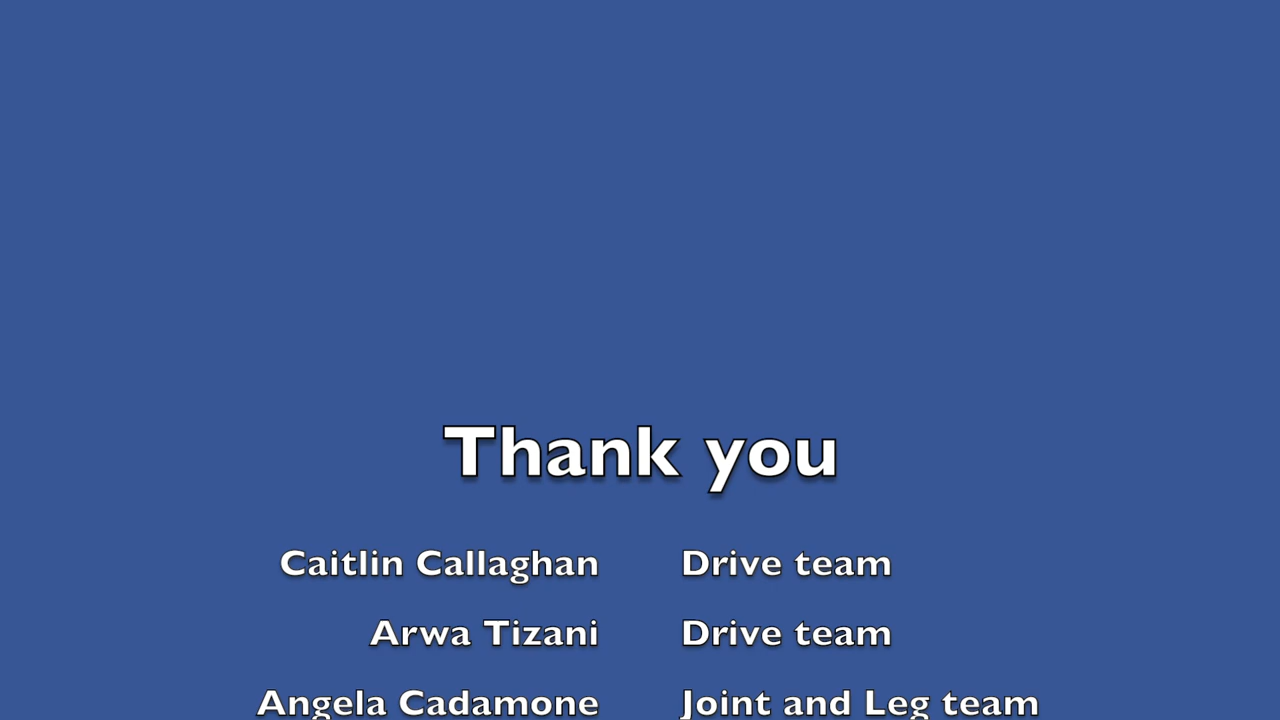 Thank you
Caitlin Callaghan Drive team
Arwa Tizani Drive team
Angela Cadamone Joint and Leg team